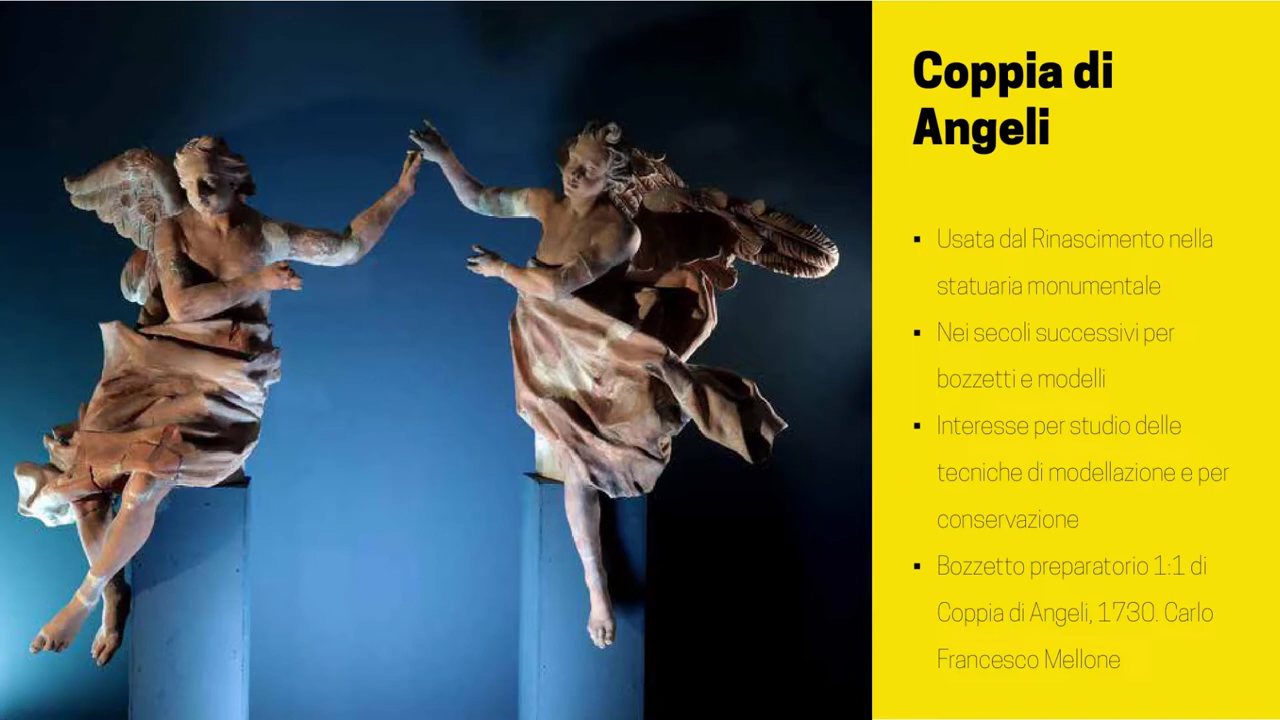 Coppia di
Angeli
▪ Usata dal Rinascimento nella
statuaria monumentale
▪ Nei secoli successivi per
bozzetti e modelli
▪ Interesse per studio delle
tecniche di modellazione e per
conservazione
▪ Bozzetto preparatorio 1:1 di
Coppia di Angeli, 1730. Carlo
Francesco Mellone